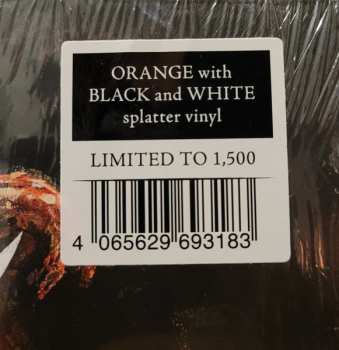 ORANGE with
BLACK and WHITE
splatter vinyl
LIMITED TO 1,500
4 065629 693183